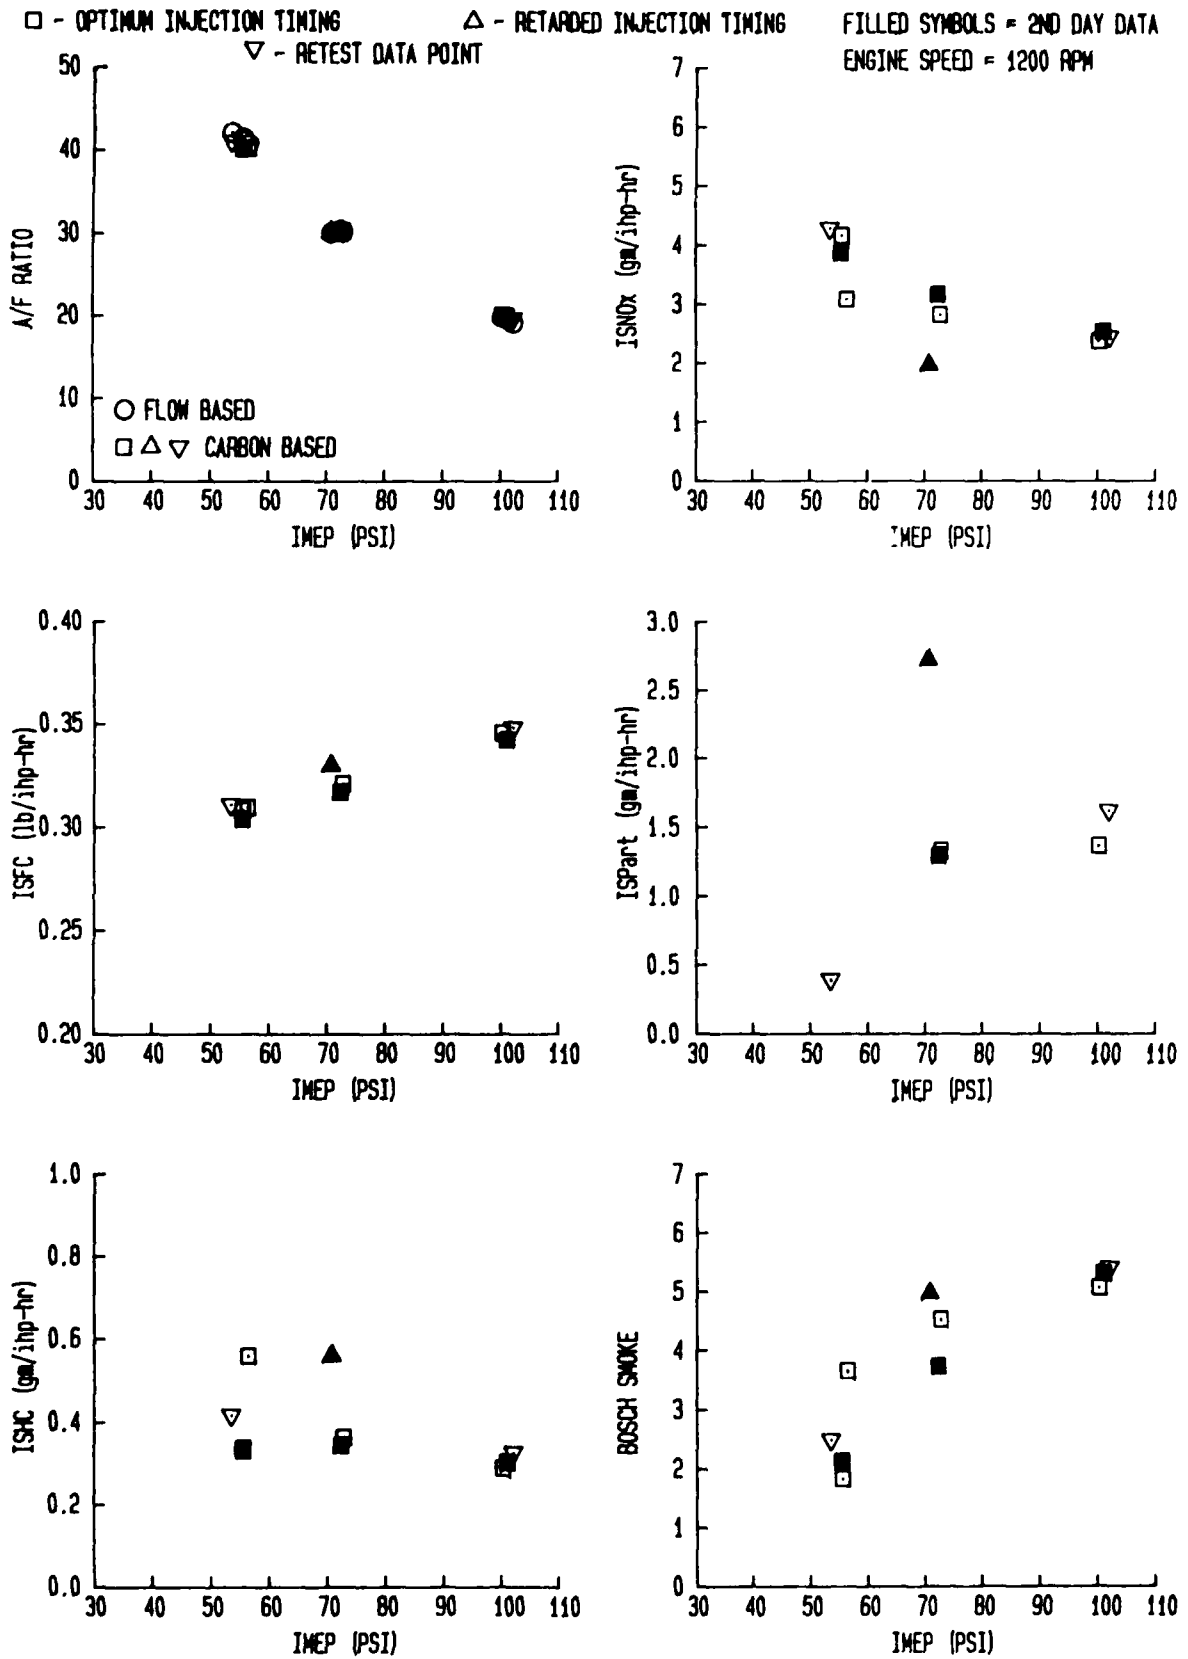 □ - OPTIMUM INJECTION TIMING △ - RETARDED INJECTION TIMING FILLED SYMBOLS = 2ND DAY DATA
▽ - RETEST DATA POINT ENGINE SPEED = 1200 RPM
50
40
30
20
10
0
A/F RATIO
○ FLOW BASED
□ △ ▽ CARBON BASED
30 40 50 60 70 80 90 100 110
IMEP (PSI)
7
6
5
4
3
2
1
0
ISNOx (gm/ihp-hr)
30 40 50 60 70 80 90 100 110
IMEP (PSI)
0.40
0.35
0.30
0.25
0.20
ISFC (lb/ihp-hr)
30 40 50 60 70 80 90 100 110
IMEP (PSI)
3.0
2.5
2.0
1.5
1.0
0.5
0.0
ISPart (gm/ihp-hr)
30 40 50 60 70 80 90 100 110
IMEP (PSI)
1.0
0.8
0.6
0.4
0.2
0.0
ISHC (gm/ihp-hr)
30 40 50 60 70 80 90 100 110
IMEP (PSI)
7
6
5
4
3
2
1
0
BOSCH SMOKE
30 40 50 60 70 80 90 100 110
IMEP (PSI)